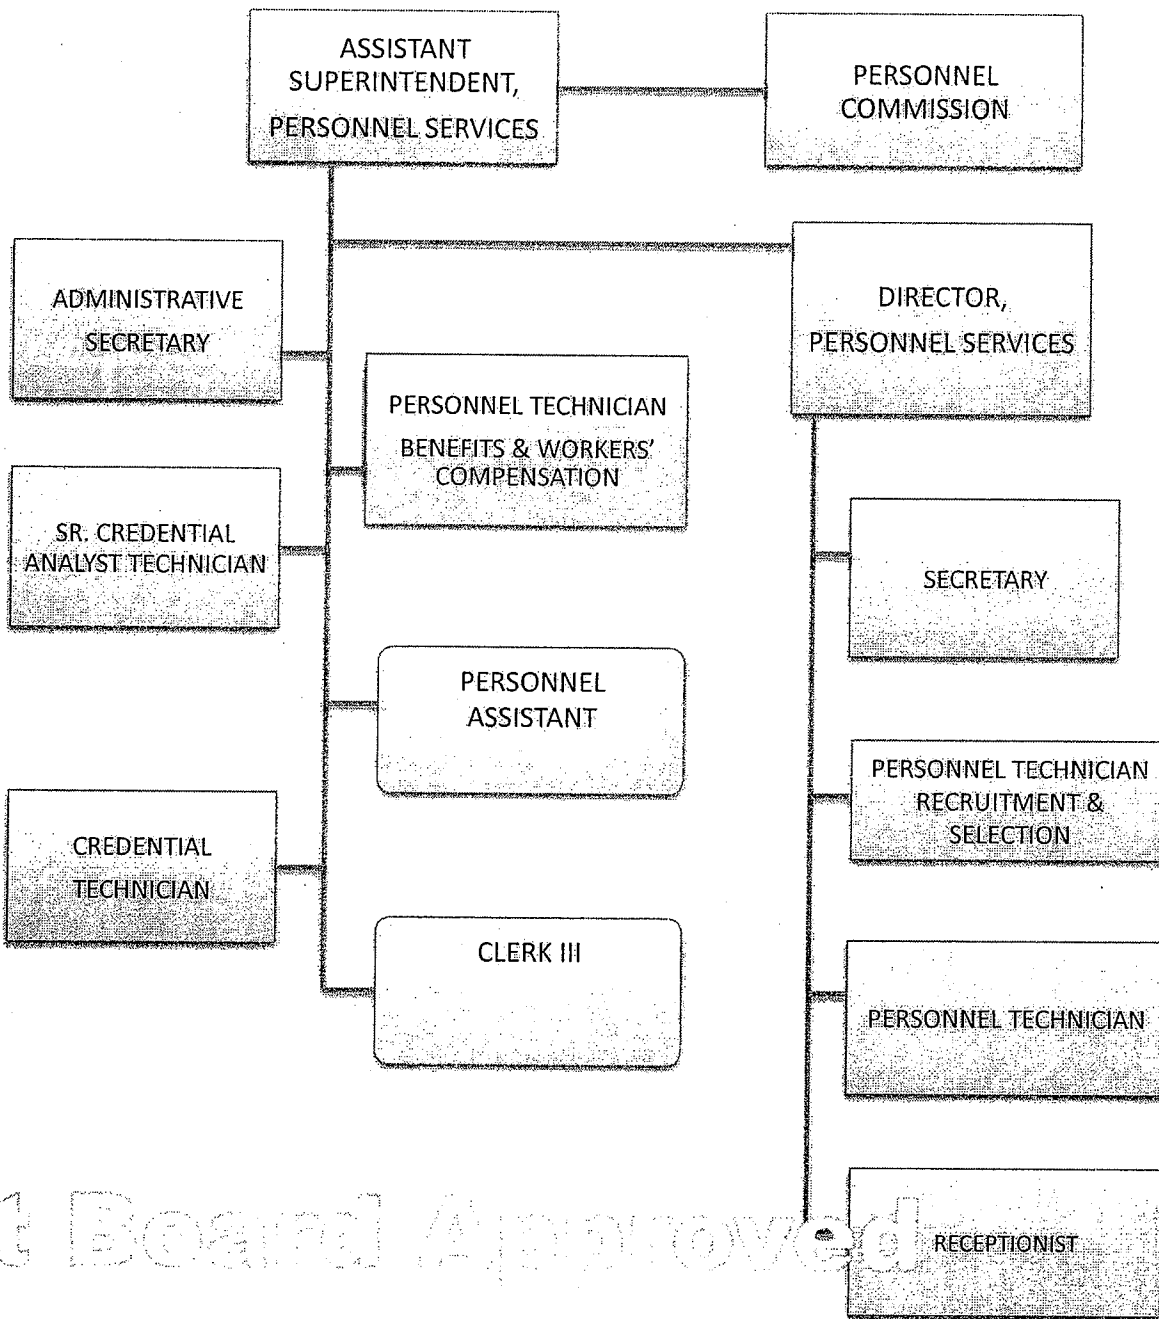 ASSISTANT
SUPERINTENDENT,
PERSONNEL SERVICES
PERSONNEL
COMMISSION
ADMINISTRATIVE
SECRETARY
DIRECTOR,
PERSONNEL SERVICES
PERSONNEL TECHNICIAN
BENEFITS & WORKERS'
COMPENSATION
SR. CREDENTIAL
ANALYST TECHNICIAN
SECRETARY
PERSONNEL
ASSISTANT
PERSONNEL TECHNICIAN
RECRUITMENT &
SELECTION
CREDENTIAL
TECHNICIAN
CLERK III
PERSONNEL TECHNICIAN
RECEPTIONIST
t Board Approved